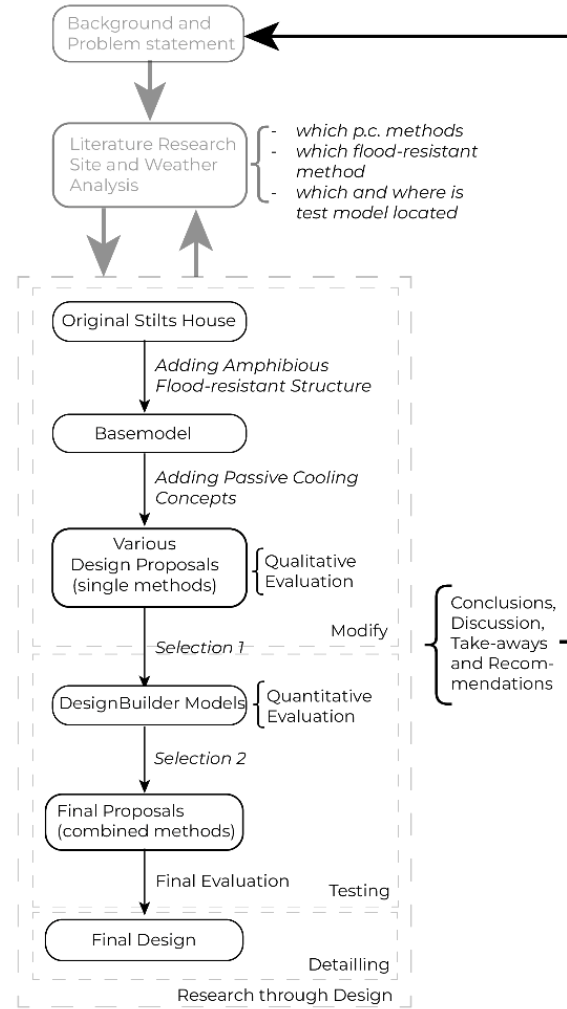 Background and
Problem statement
Literature Research
Site and Weather
Analysis
- which p.c. methods
- which flood-resistant
method
- which and where is
test model located
Original Stilts House
Adding Amphibious
Flood-resistant Structure
Basemodel
Adding Passive Cooling
Concepts
Various
Design Proposals
(single methods)
Qualitative
Evaluation
Modify
Selection 1
DesignBuilder Models
Quantitative
Evaluation
Selection 2
Final Proposals
(combined methods)
Final Evaluation
Testing
Final Design
Detailling
Research through Design
Conclusions,
Discussion,
Take-aways
and Recom-
mendations